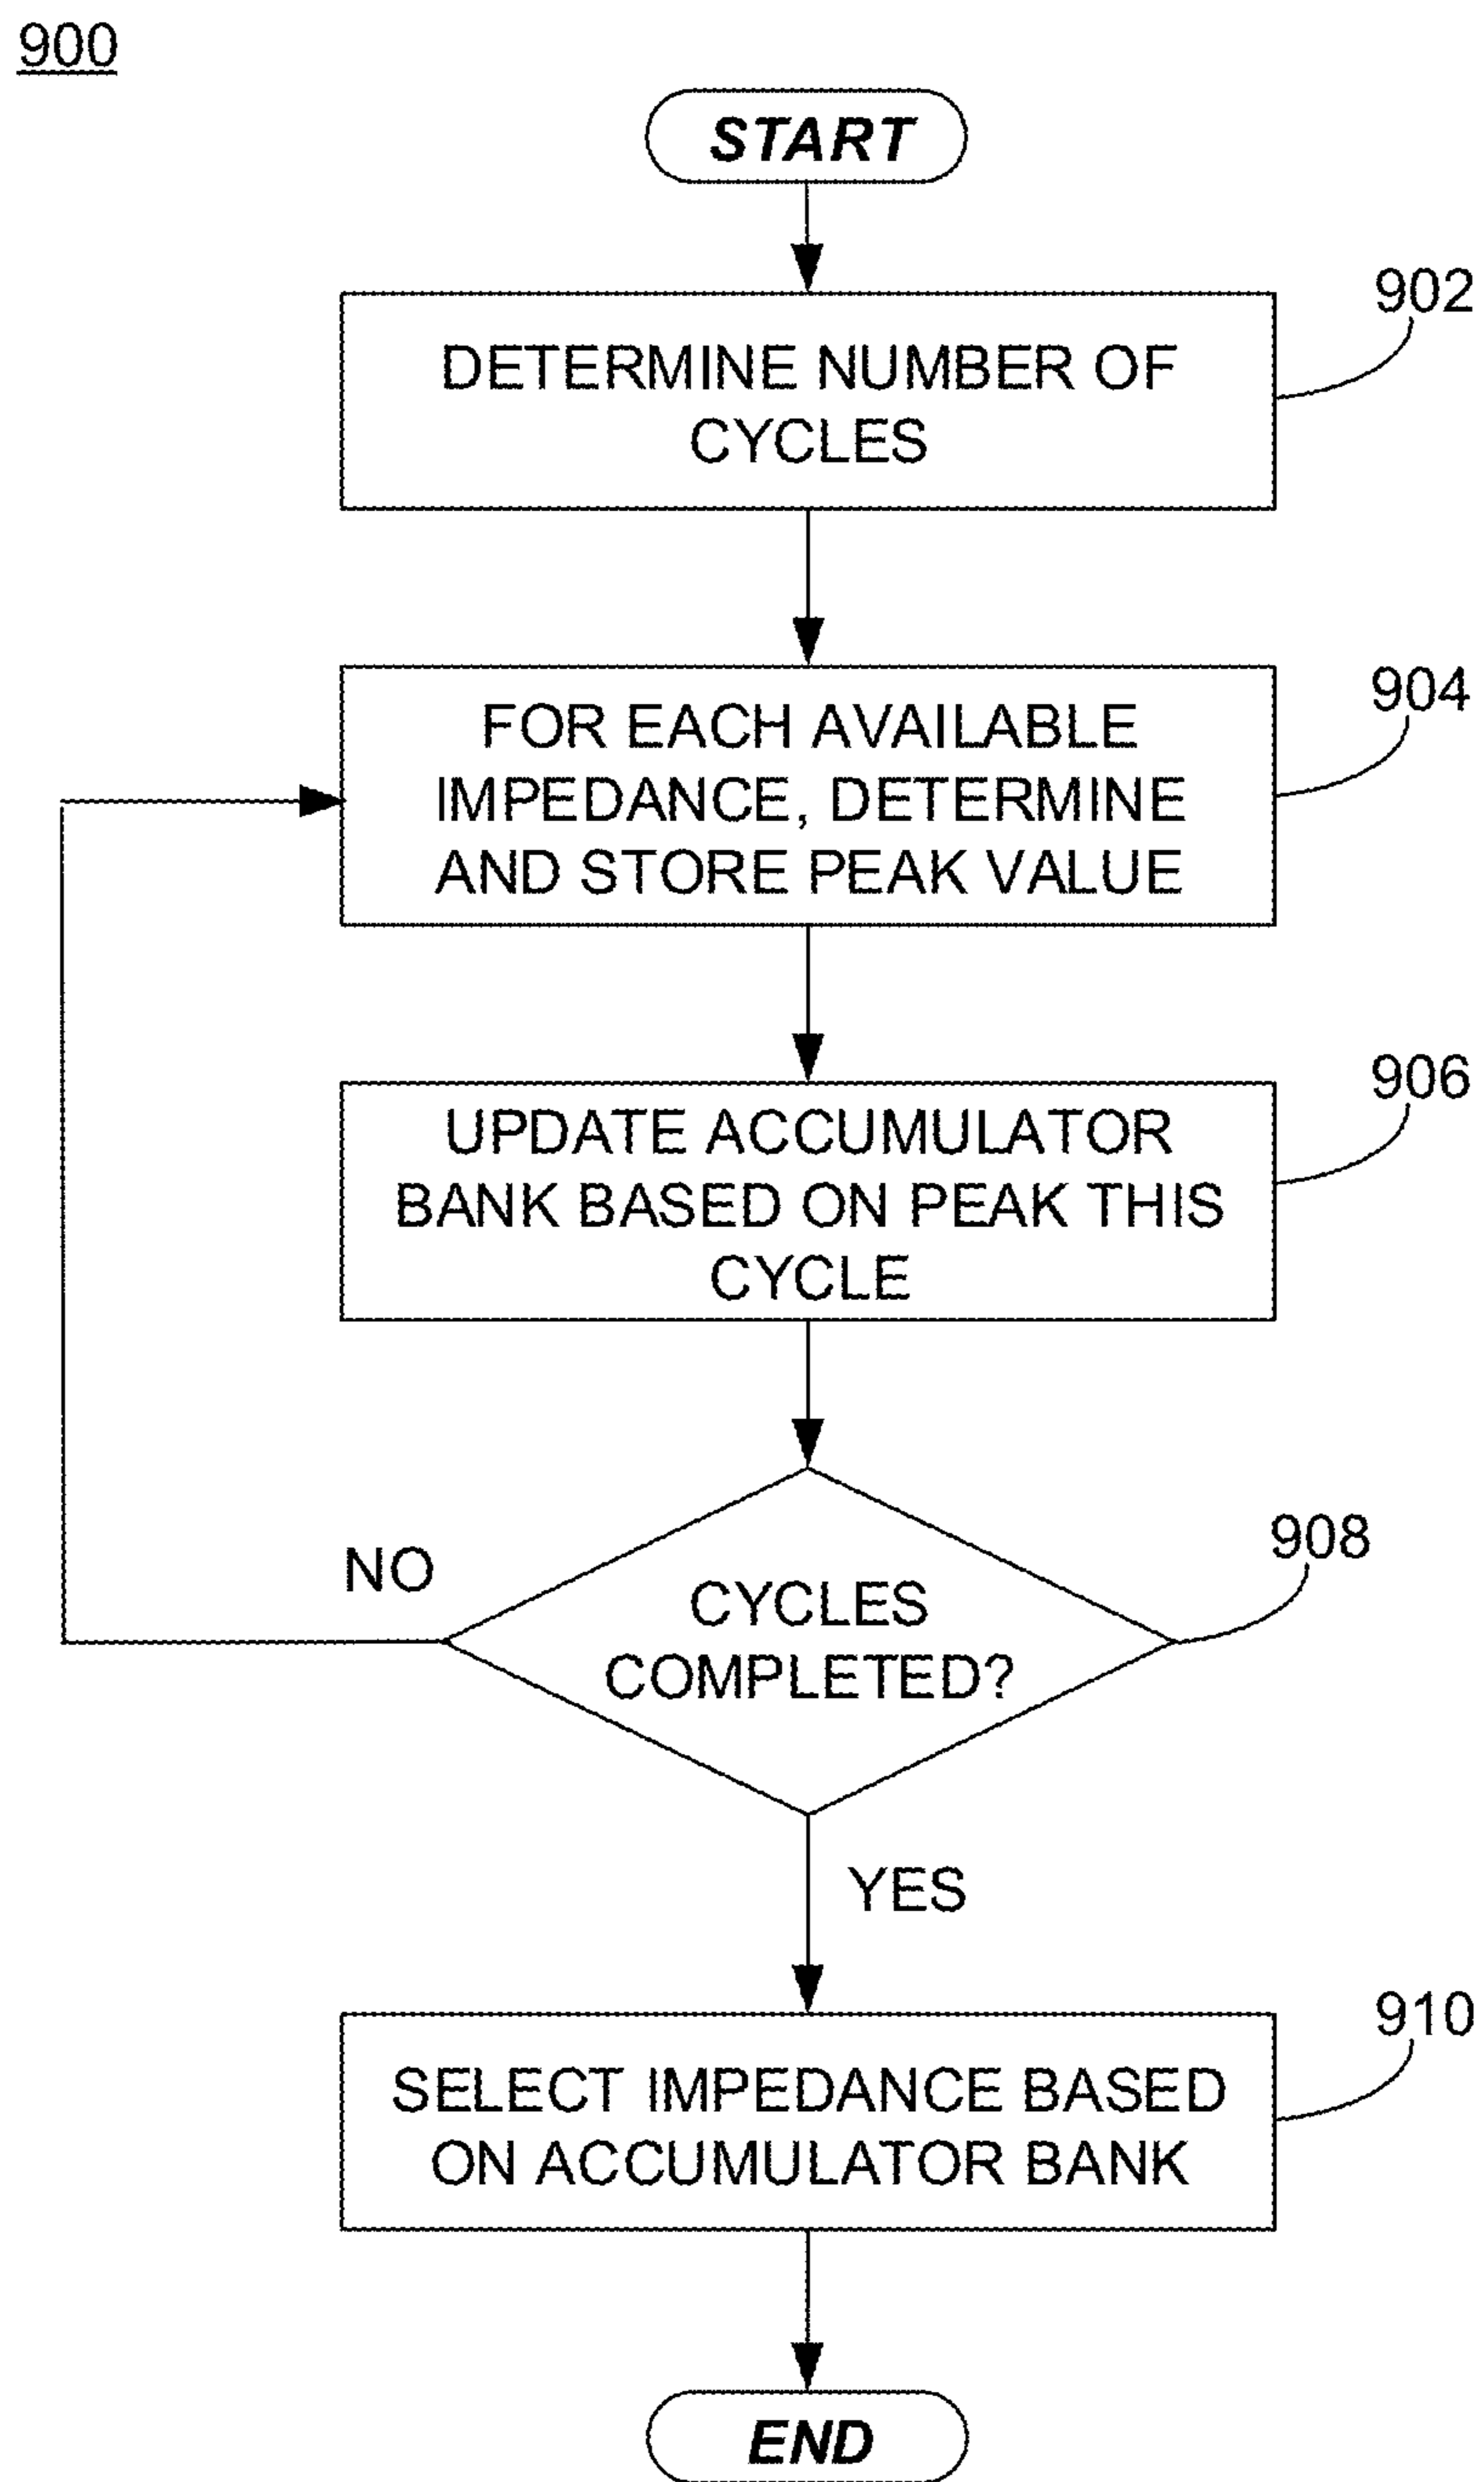 900
START
DETERMINE NUMBER OF
CYCLES
902
FOR EACH AVAILABLE
IMPEDANCE, DETERMINE
AND STORE PEAK VALUE
904
UPDATE ACCUMULATOR
BANK BASED ON PEAK THIS
CYCLE
906
NO
CYCLES
COMPLETED?
908
YES
SELECT IMPEDANCE BASED
ON ACCUMULATOR BANK
910
END